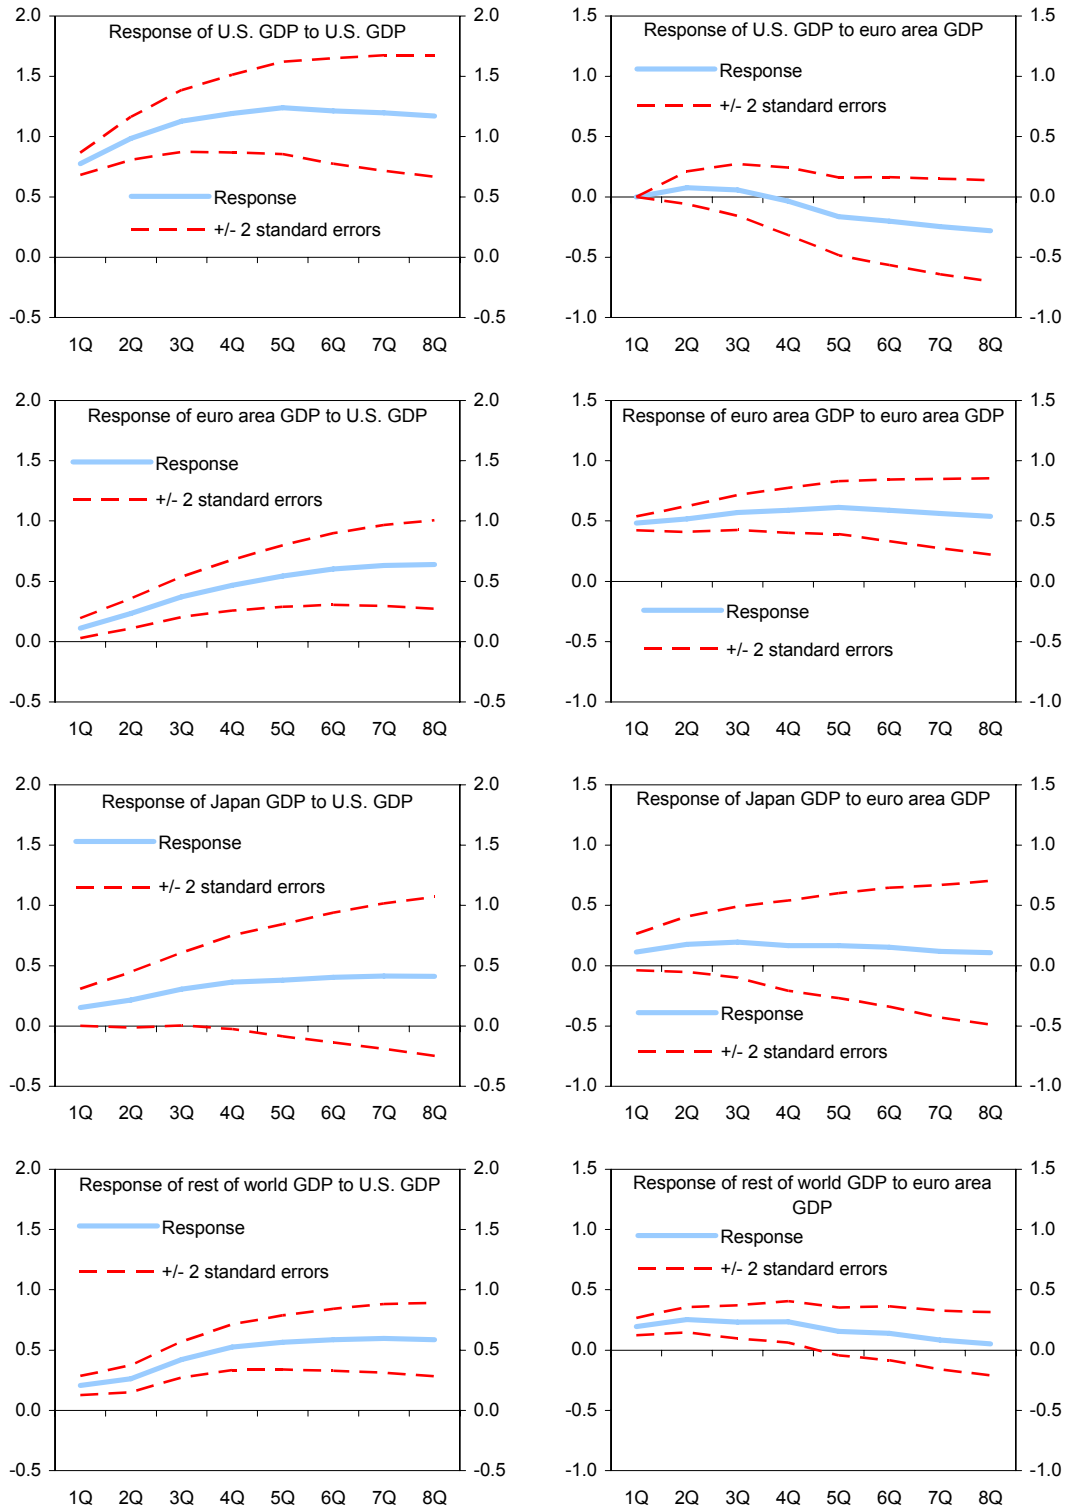 Response of U.S. GDP to U.S. GDP
2.0 2.0
1.5 1.5
1.0 1.0
0.5 0.5
0.0 0.0
-0.5 -0.5
Response
+/- 2 standard errors
1Q 2Q 3Q 4Q 5Q 6Q 7Q 8Q
Response of U.S. GDP to euro area GDP
1.5 1.5
1.0 1.0
0.5 0.5
0.0 0.0
-0.5 -0.5
-1.0 -1.0
Response
+/- 2 standard errors
1Q 2Q 3Q 4Q 5Q 6Q 7Q 8Q
Response of euro area GDP to U.S. GDP
2.0 2.0
1.5 1.5
1.0 1.0
0.5 0.5
0.0 0.0
-0.5 -0.5
Response
+/- 2 standard errors
1Q 2Q 3Q 4Q 5Q 6Q 7Q 8Q
Response of euro area GDP to euro area GDP
1.5 1.5
1.0 1.0
0.5 0.5
0.0 0.0
-0.5 -0.5
-1.0 -1.0
Response
+/- 2 standard errors
1Q 2Q 3Q 4Q 5Q 6Q 7Q 8Q
Response of Japan GDP to U.S. GDP
2.0 2.0
1.5 1.5
1.0 1.0
0.5 0.5
0.0 0.0
-0.5 -0.5
Response
+/- 2 standard errors
1Q 2Q 3Q 4Q 5Q 6Q 7Q 8Q
Response of Japan GDP to euro area GDP
1.5 1.5
1.0 1.0
0.5 0.5
0.0 0.0
-0.5 -0.5
-1.0 -1.0
Response
+/- 2 standard errors
1Q 2Q 3Q 4Q 5Q 6Q 7Q 8Q
Response of rest of world GDP to U.S. GDP
2.0 2.0
1.5 1.5
1.0 1.0
0.5 0.5
0.0 0.0
-0.5 -0.5
Response
+/- 2 standard errors
1Q 2Q 3Q 4Q 5Q 6Q 7Q 8Q
Response of rest of world GDP to euro area
GDP
1.5 1.5
1.0 1.0
0.5 0.5
0.0 0.0
-0.5 -0.5
-1.0 -1.0
Response
+/- 2 standard errors
1Q 2Q 3Q 4Q 5Q 6Q 7Q 8Q